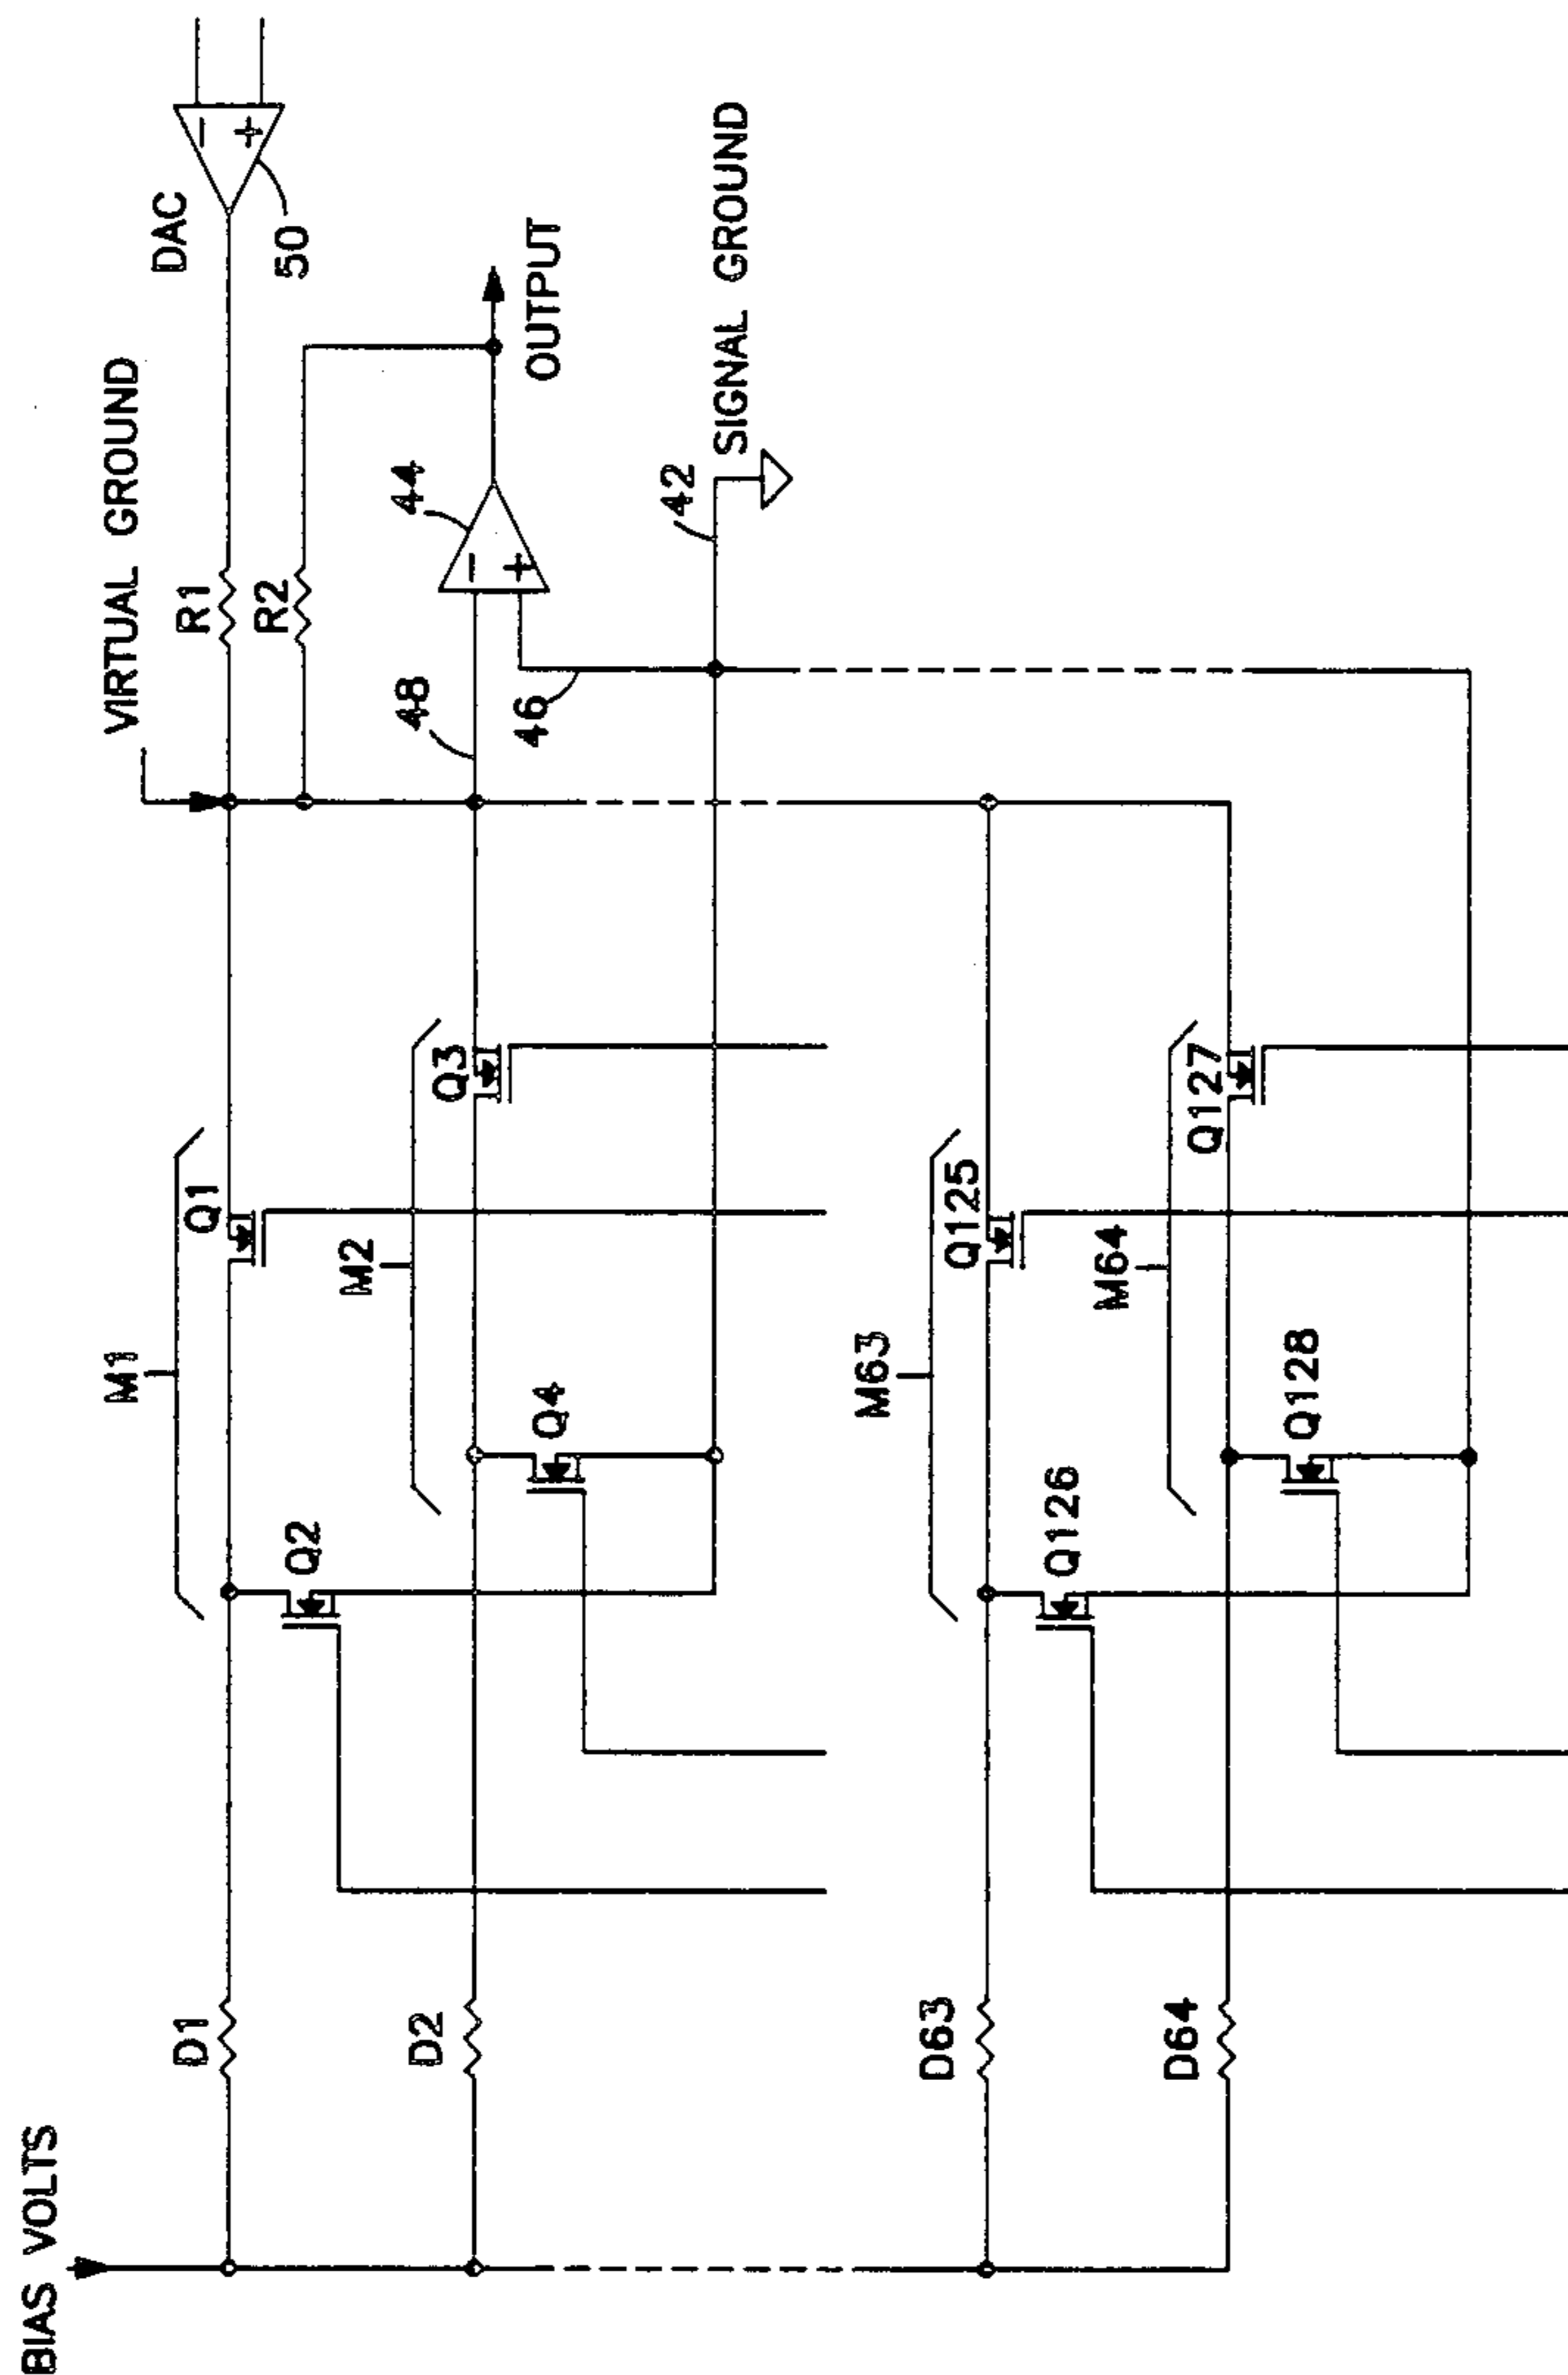 BIAS VOLTS
D1
M1
Q2
Q1
VIRTUAL GROUND
R1
R2
DAC
−
+
50
D2
M2
Q4
Q3
48
46
44
−
+
OUTPUT
42
SIGNAL GROUND
D63
M63
Q126
Q125
D64
M64
Q128
Q127